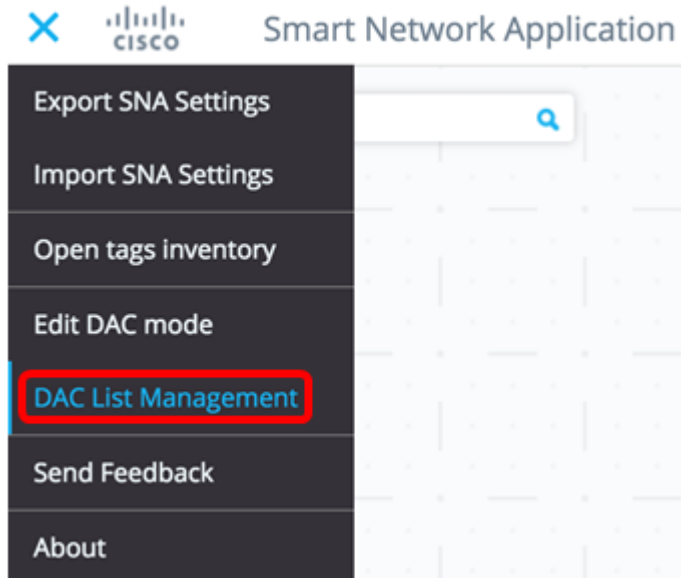 CISCO
Smart Network Application
Export SNA Settings
Import SNA Settings
Open tags inventory
Edit DAC mode
DAC List Management
Send Feedback
About